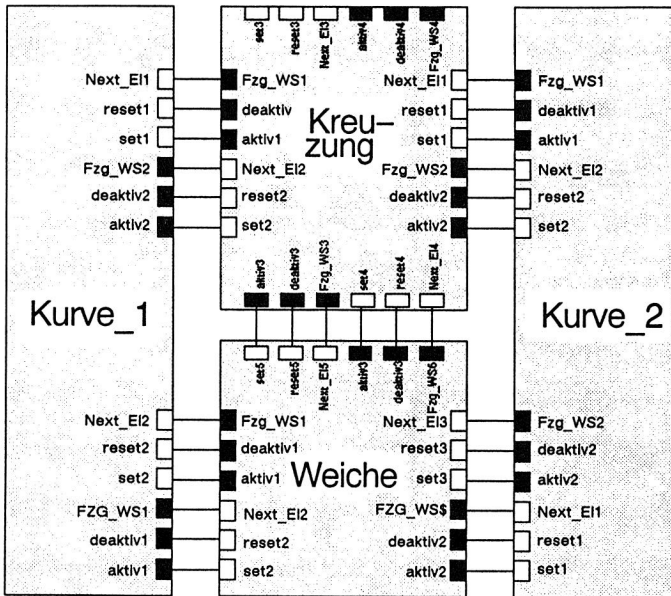 set3 reset3 Next_El3 aktiv4 deaktiv4 Fzg_WS4
Next_El1 Fzg_WS1 Next_El1 Fzg_WS1
reset1 deaktiv reset1 deaktiv1
set1 aktiv1 set1 aktiv1
Kreu-
zung
Fzg_WS2 Next_El2 Fzg_WS2 Next_El2
deaktiv2 reset2 deaktiv2 reset2
aktiv2 set2 aktiv2 set2
aktiv3 deaktiv3 Fzg_WS3 set4 reset4 Next_El4
Kurve_1 Kurve_2
set5 reset5 Next_El5 aktiv3 deaktiv3 Fzg_WS5
Next_El2 Fzg_WS1 Next_El3 Fzg_WS2
reset2 deaktiv1 reset3 deaktiv2
set2 aktiv1 set3 aktiv2
Weiche
FZG_WS1 Next_El2 FZG_WS$ Next_El1
deaktiv1 reset2 deaktiv2 reset1
aktiv1 set2 aktiv2 set1